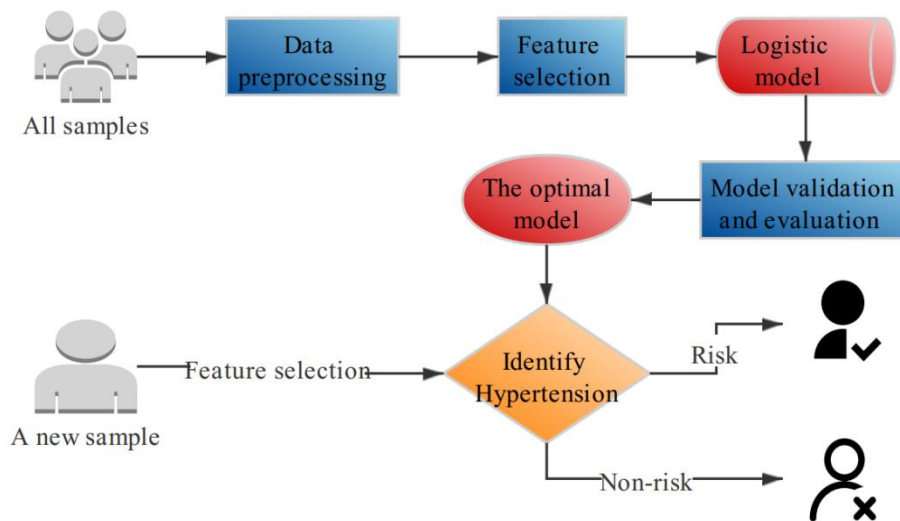 Data
preprocessing
Feature
selection
Logistic
model
All samples
The optimal
model
Model validation
and evaluation
Identify
Hypertension
Risk
Feature selection
A new sample
Non-risk